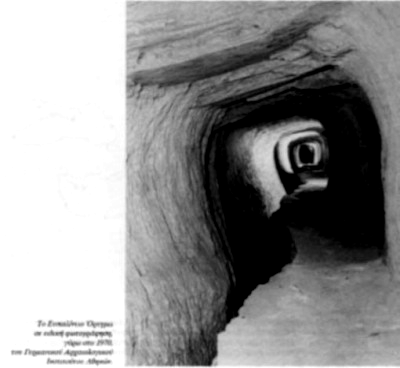 Το Ευπαλίνειο Όρυγμα
σε ειδική φωτογράφηση,
γύρω στο 1970,
του Γερμανικού Αρχαιολογικού
Ινστιτούτου Αθηνών.